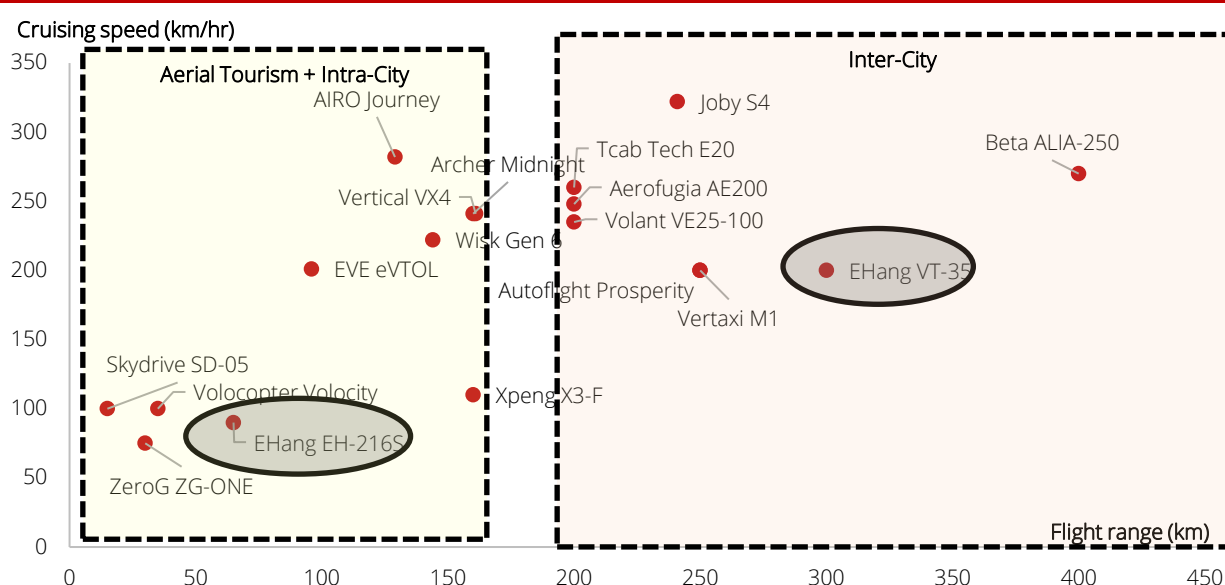 Cruising speed (km/hr)
350
300
250
200
150
100
50
0
Aerial Tourism + Intra-City
Inter-City
AIRO Journey
Joby S4
Beta ALIA-250
Archer Midnight
Tcab Tech E20
Vertical VX4
Aerofugia AE200
Volant VE25-100
Wisk Gen 6
EVE eVTOL
EHang VT-35
Autoflight Prosperity
Vertaxi M1
Skydrive SD-05
Volocopter Volocity
Xpeng X3-F
EHang EH-216S
ZeroG ZG-ONE
Flight range (km)
0 50 100 150 200 250 300 350 400 450